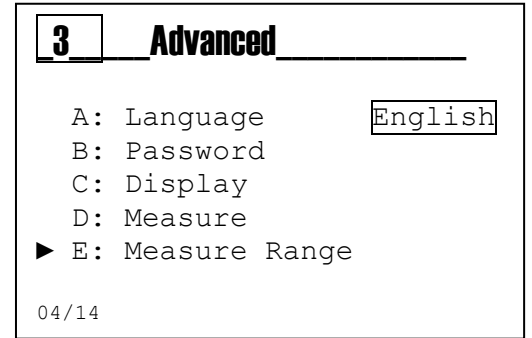 3 Advanced
A: Language English
B: Password
C: Display
D: Measure
► E: Measure Range
04/14